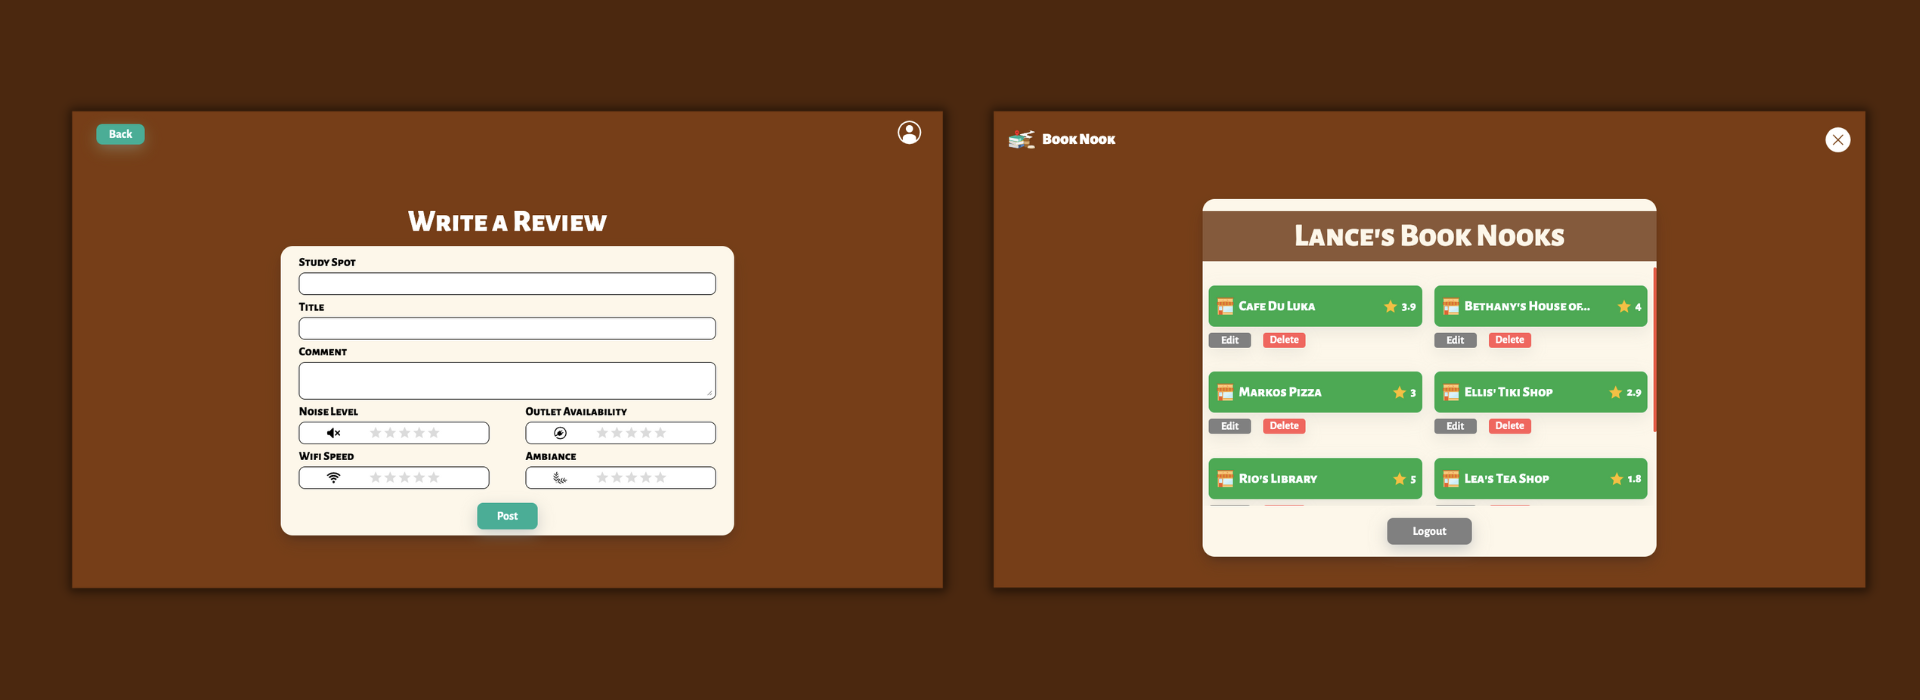 Back
Write a Review
Study Spot
Title
Comment
Noise Level
Outlet Availability
Wifi Speed
Ambiance
Post
Book Nook
Lance's Book Nooks
Cafe Du Luka 3.9
Edit Delete
Bethany's House of... 4
Edit Delete
Markos Pizza 3
Edit Delete
Ellis' Tiki Shop 2.9
Edit Delete
Rio's Library 5
Lea's Tea Shop 1.8
Logout